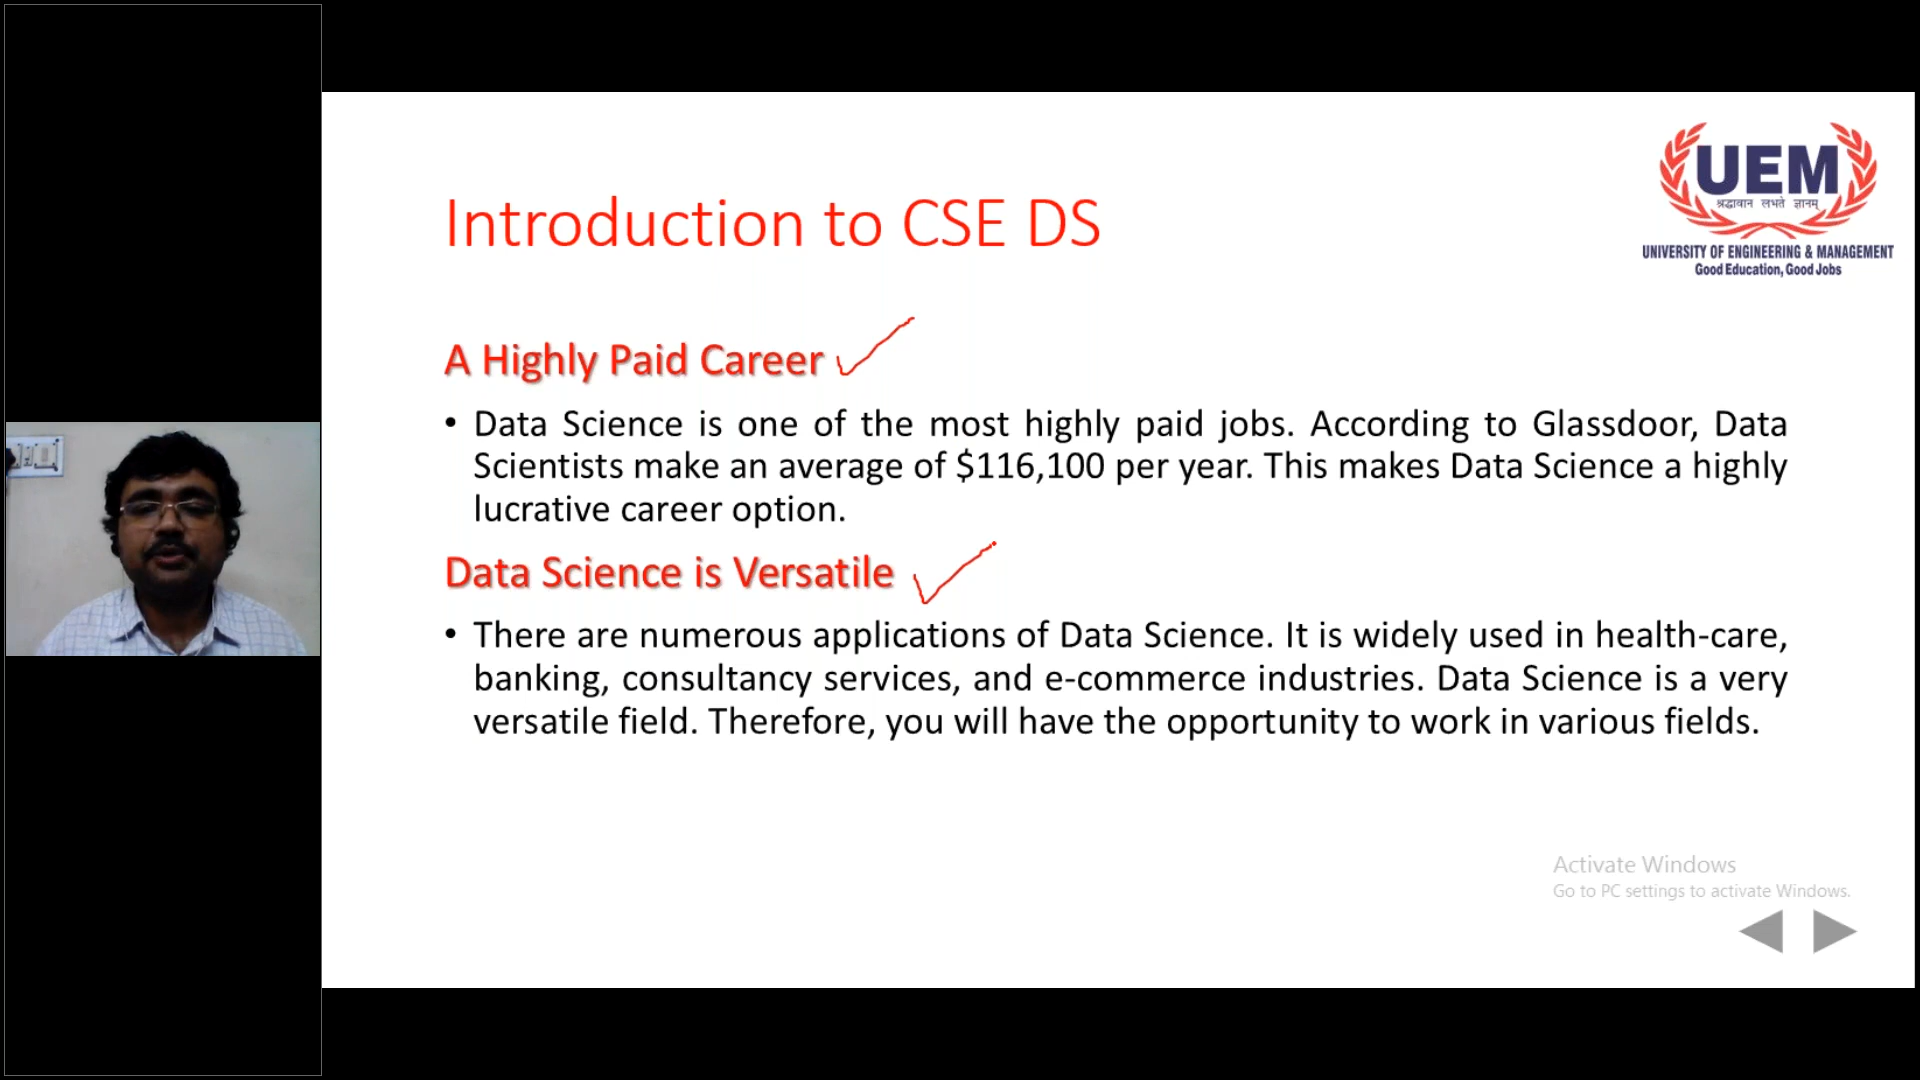 UEM
श्रद्धावान लभते ज्ञानम्
UNIVERSITY OF ENGINEERING & MANAGEMENT
Good Education, Good Jobs
Introduction to CSE DS
A Highly Paid Career
• Data Science is one of the most highly paid jobs. According to Glassdoor, Data
Scientists make an average of $116,100 per year. This makes Data Science a highly
lucrative career option.
Data Science is Versatile
• There are numerous applications of Data Science. It is widely used in health-care,
banking, consultancy services, and e-commerce industries. Data Science is a very
versatile field. Therefore, you will have the opportunity to work in various fields.
Activate Windows
Go to PC settings to activate Windows.